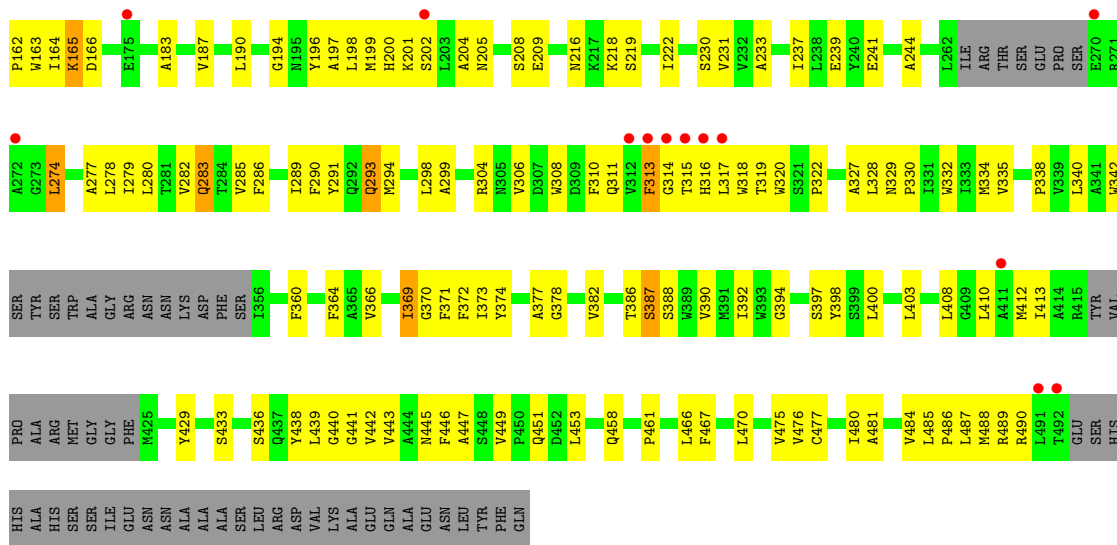 P162 W163 I164 K165 D166 E175 A183 V187 L190 G194 N195 Y196 A197 L198 M199 H200 K201 S202 L203 A204 N205 S208 E209 N216 K217 K218 S219 I222 S230 V231 V232 A233 I237 L238 E239 Y240 E241 A244 L262 ILE ARG THR SER GLU PRO SER E270 R271
A272 G273 L274 A277 L278 I279 L280 T281 V282 Q283 T284 V285 F286 I289 F290 Y291 Q292 Q293 M294 L298 A299 R304 N305 V306 D307 W308 D309 F310 Q311 V312 F313 G314 T315 H316 L317 W318 T319 W320 S321 P322 A327 L328 N329 P330 I331 W332 I333 M334 V335 P338 V339 L340 A341 W342
SER TYR SER TRP ALA GLY ARG ASN ASN LYS ASP PHE SER I356 F360 F364 A365 V366 I369 G370 F371 F372 I373 Y374 A377 G378 V382 T386 S387 S388 W389 V390 M391 I392 W393 G394 S397 Y398 S399 L400 L403 L408 G409 L410 A411 M412 I413 A414 R415 TYR VAL
PRO ALA ARG MET GLY GLY PHE M425 Y429 S433 S436 Q437 Y438 L439 G440 G441 V442 V443 A444 N445 F446 A447 S448 V449 P450 Q451 D452 L453 Q458 P461 L466 F467 L470 V475 V476 C477 I480 A481 V484 L485 P486 L487 M488 R489 R490 L491 T492 GLU SER HIS
HIS ALA HIS SER SER ILE GLU ASN ASN ALA ALA ALA SER LEU ARG ASP VAL LYS ALA GLU GLN ALA GLU ASN LEU TYR PHE GLN